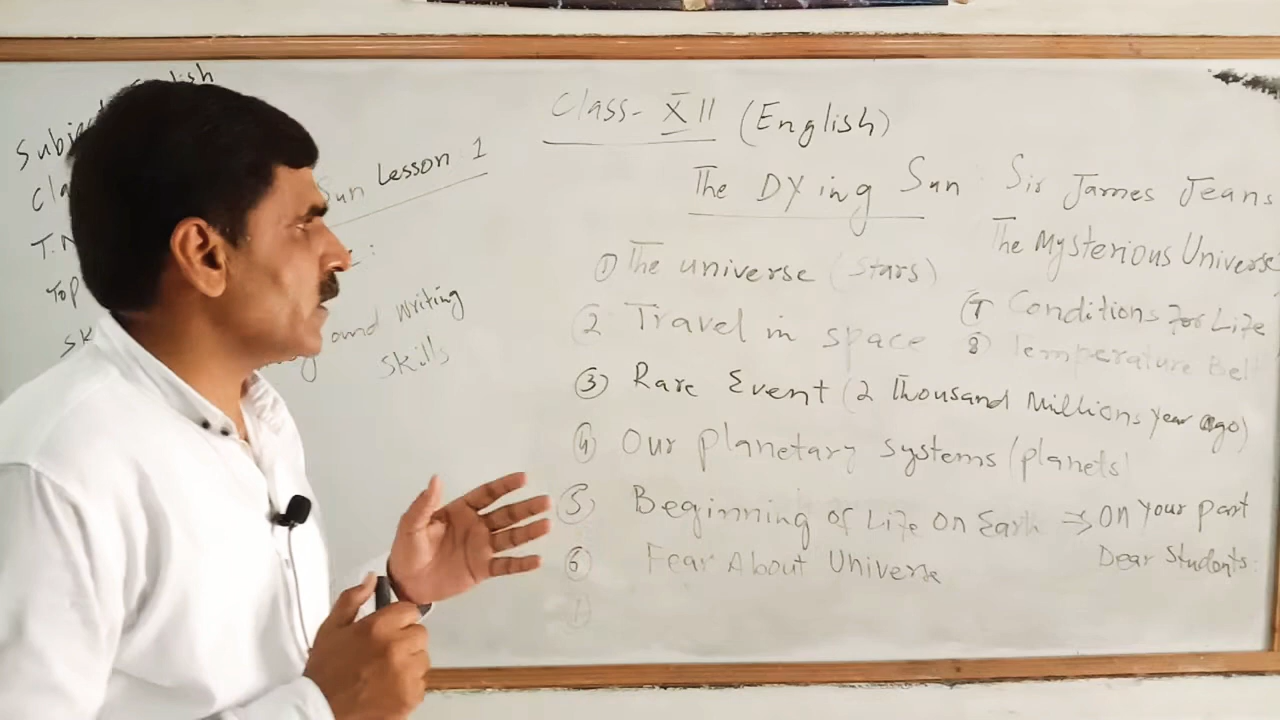 Lesson 1
Sun
and Writing
Skills
Class- XII (English)
The Dying Sun : Sir James Jeans
The Mysterious Universe
① The universe (stars)
② Travel in space
③ Rare Event (2 Thousand Millions Year ago)
④ Our planetary systems (planets)
⑤ Beginning of Life On Earth ⇒ On Your part
Dear Students:
⑥ Fear About Universe
⑦ Conditions For Life
⑧ Temperature Belt